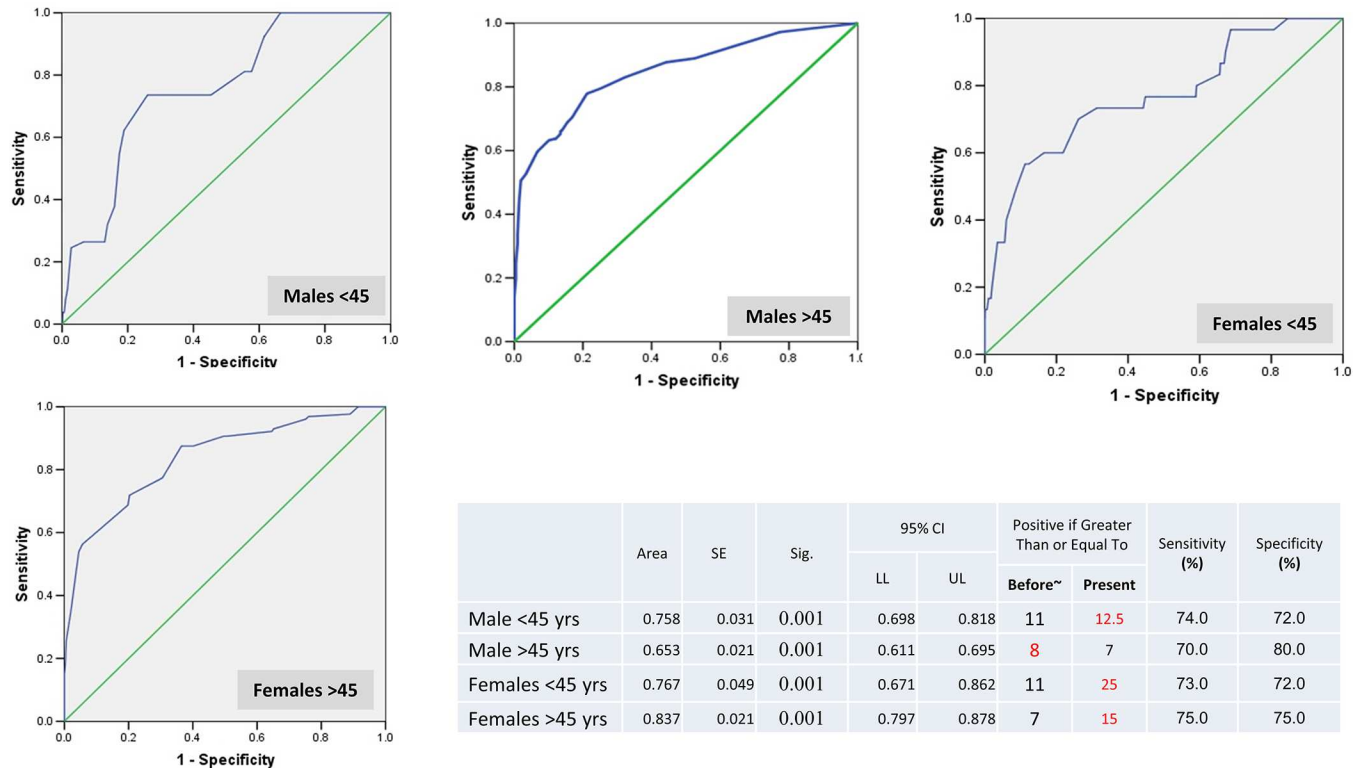 1.0
0.8
0.6
0.4
0.2
0.0
Sensitivity
0.0 0.2 0.4 0.6 0.8 1.0
1 - Specificity
Males <45
1.0
0.8
0.6
0.4
0.2
0.0
Sensitivity
0.0 0.2 0.4 0.6 0.8 1.0
1 - Specificity
Males >45
1.0
0.8
0.6
0.4
0.2
0.0
Sensitivity
0.0 0.2 0.4 0.6 0.8 1.0
1 - Specificity
Females <45
1.0
0.8
0.6
0.4
0.2
0.0
Sensitivity
0.0 0.2 0.4 0.6 0.8 1.0
1 - Specificity
Females >45
Area SE Sig. 95% CI Positive if Greater Than or Equal To Sensitivity (%) Specificity (%)
LL UL Before~ Present
Male <45 yrs 0.758 0.031 0.001 0.698 0.818 11 12.5 74.0 72.0
Male >45 yrs 0.653 0.021 0.001 0.611 0.695 8 7 70.0 80.0
Females <45 yrs 0.767 0.049 0.001 0.671 0.862 11 25 73.0 72.0
Females >45 yrs 0.837 0.021 0.001 0.797 0.878 7 15 75.0 75.0